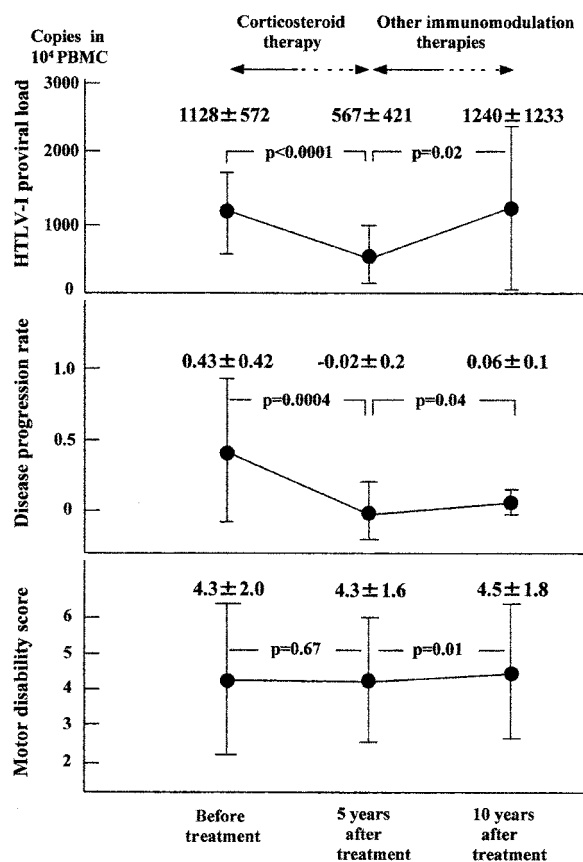 Copies in
10⁴ PBMC
Corticosteroid
therapy
Other immunomodulation
therapies
HTLV-I proviral load
3000
2000
1000
0
1128±572
567±421
1240±1233
p<0.0001
p=0.02
Disease progression rate
1.0
0.5
0
0.43±0.42
-0.02±0.2
0.06±0.1
p=0.0004
p=0.04
Motor disability score
6
5
4
3
2
4.3±2.0
4.3±1.6
4.5±1.8
p=0.67
p=0.01
Before
treatment
5 years
after
treatment
10 years
after
treatment